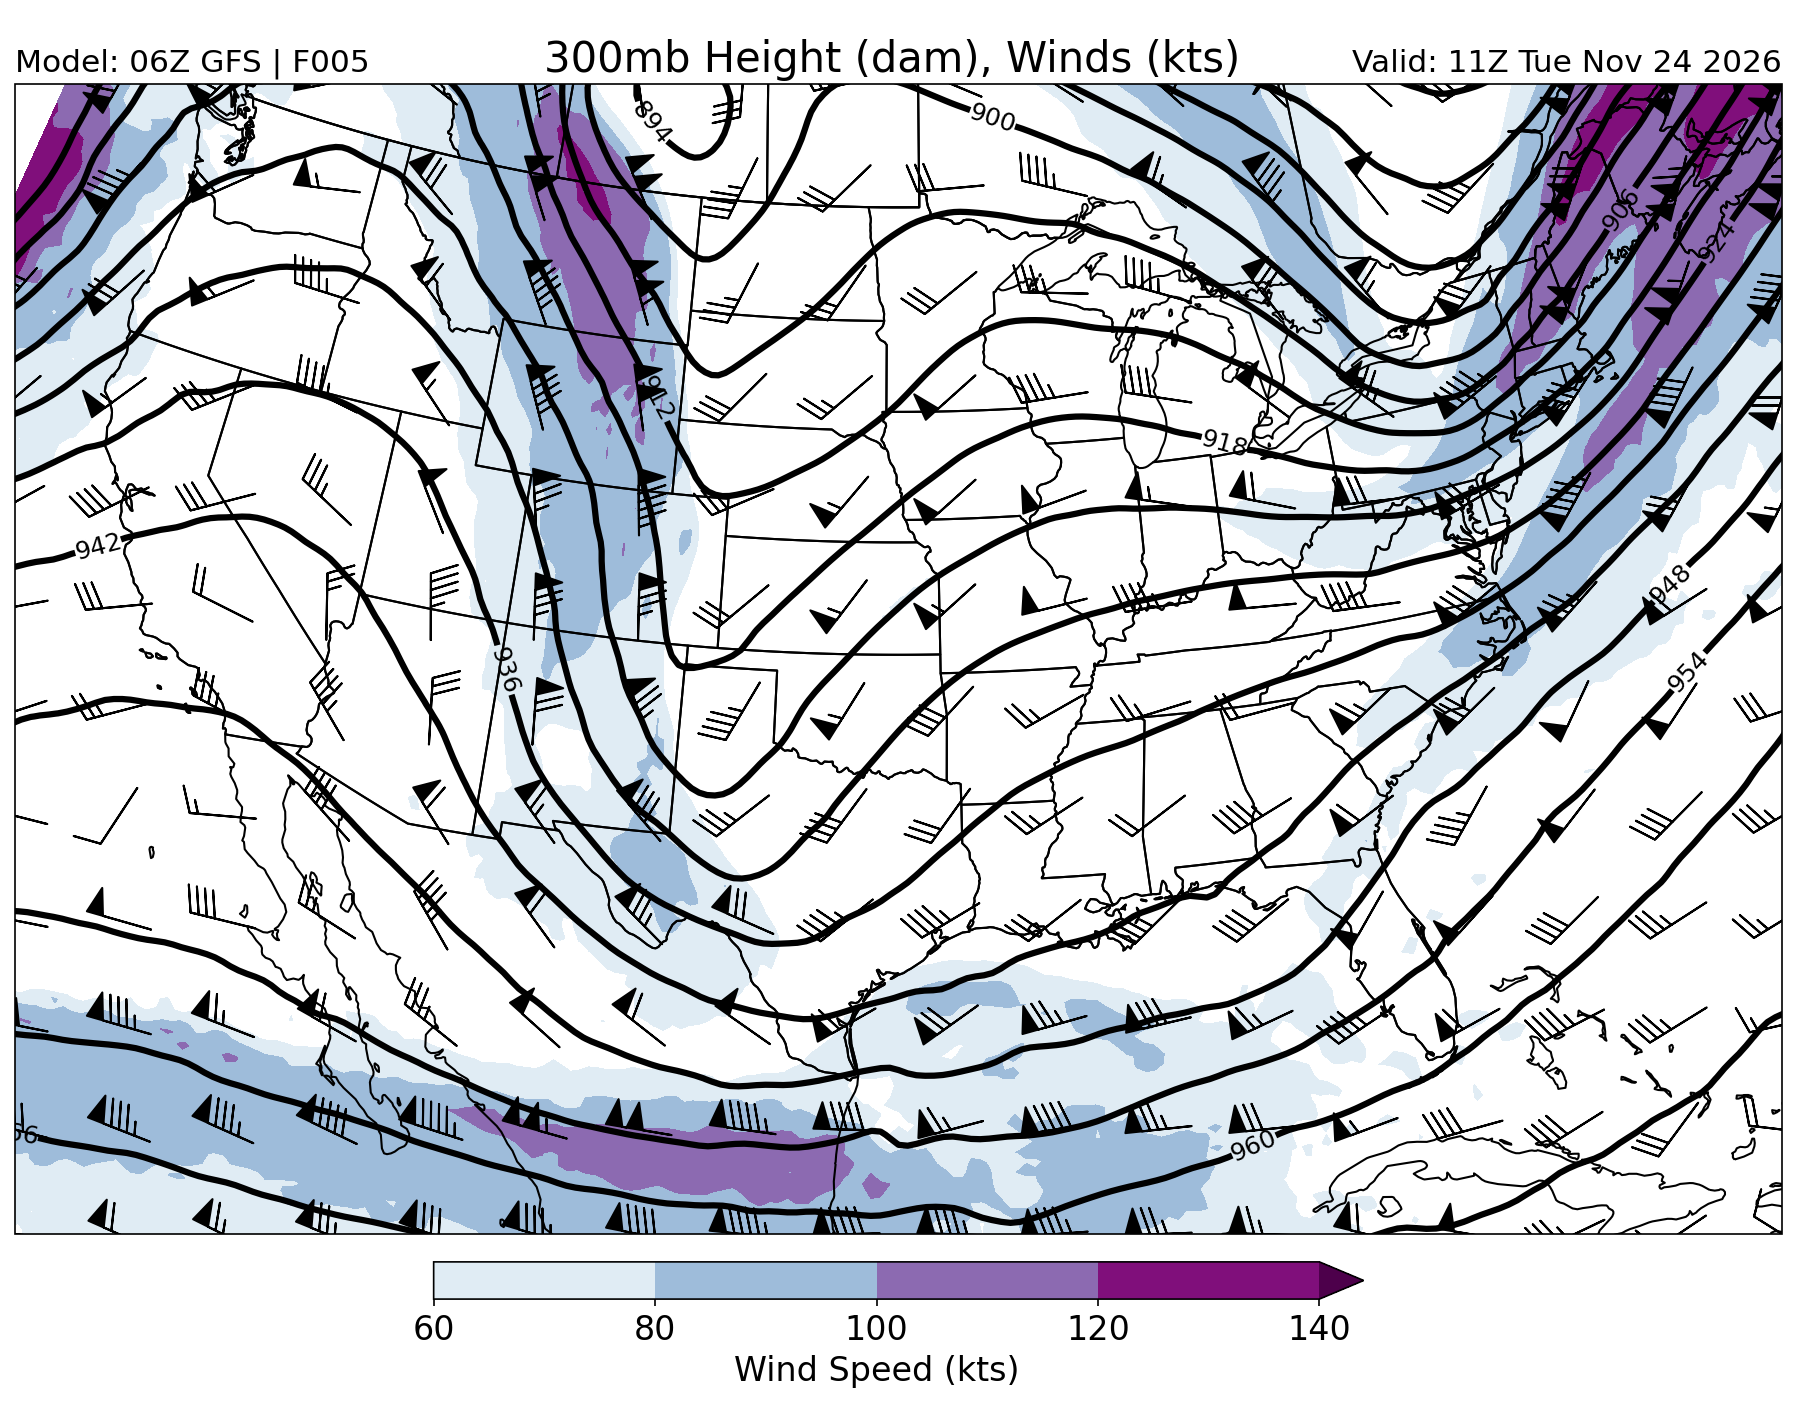 Model: 06Z GFS | F005
300mb Height (dam), Winds (kts)
Valid: 11Z Tue Nov 24 2026
894
900
906
924
912
918
942
936
948
954
960
60 80 100 120 140
Wind Speed (kts)